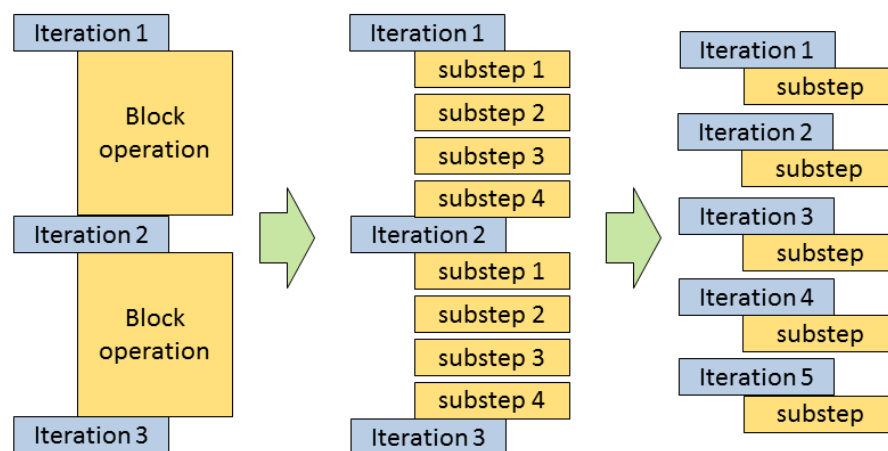 Iteration 1
Block
operation
Iteration 2
Block
operation
Iteration 3
Iteration 1
substep 1
substep 2
substep 3
substep 4
Iteration 2
substep 1
substep 2
substep 3
substep 4
Iteration 3
Iteration 1
substep
Iteration 2
substep
Iteration 3
substep
Iteration 4
substep
Iteration 5
substep